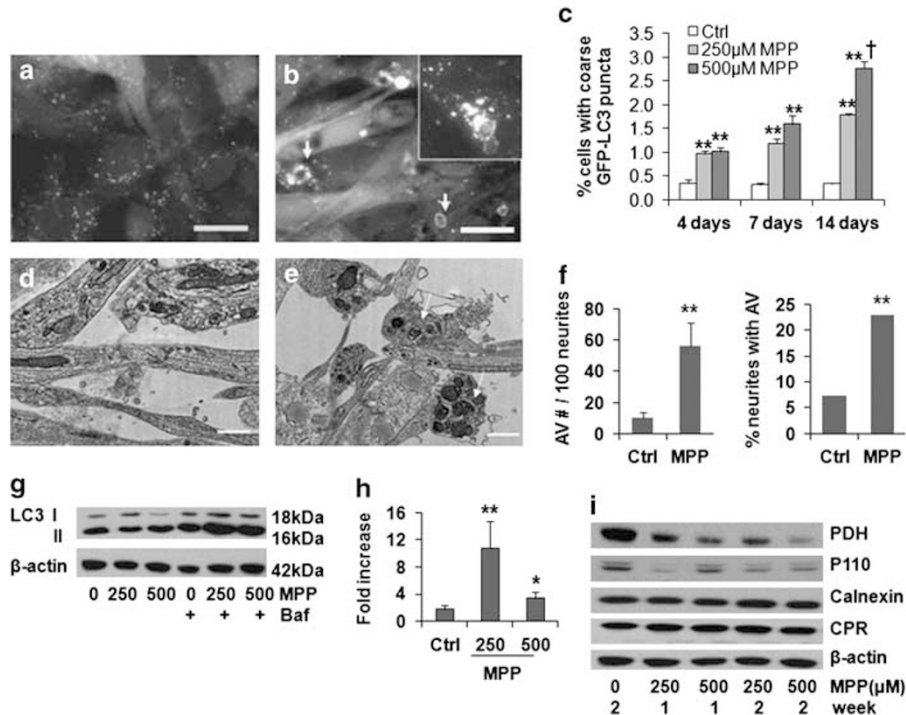 a
b
c
Ctrl
250µM MPP
500µM MPP
% cells with coarse
GFP-LC3 puncta
3.5
3.0
2.5
2.0
1.5
1.0
0.5
0.0
** ** ** ** ** **†
4 days 7 days 14 days
d
e
f
AV # / 100 neurites
80
60
40
20
0
**
Ctrl MPP
% neurites with AV
25
20
15
10
5
0
**
Ctrl MPP
g
LC3 I 18kDa
II 16kDa
β-actin 42kDa
0 250 500 0 250 500 MPP
+ + + Baf
h
Fold increase
16
12
8
4
0
**
*
Ctrl 250 500
MPP
i
PDH
P110
Calnexin
CPR
β-actin
0 250 500 250 500 MPP(µM)
2 1 1 2 2 week